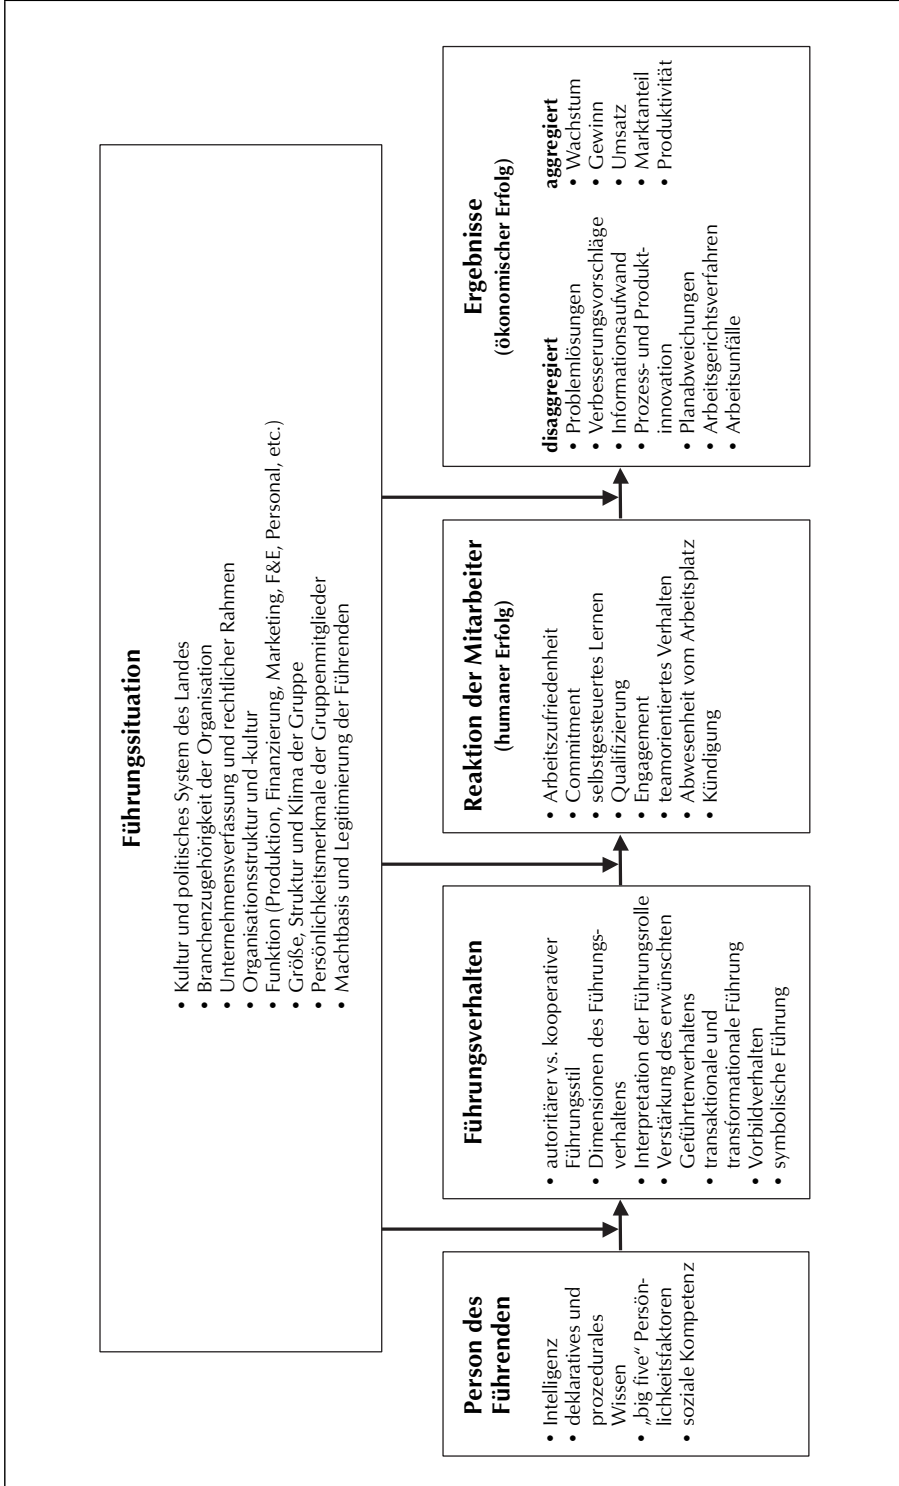 Führungssituation
• Kultur und politisches System des Landes
• Branchenzugehörigkeit der Organisation
• Unternehmensverfassung und rechtlicher Rahmen
• Organisationsstruktur und -kultur
• Funktion (Produktion, Finanzierung, Marketing, F&E, Personal, etc.)
• Größe, Struktur und Klima der Gruppe
• Persönlichkeitsmerkmale der Gruppenmitglieder
• Machtbasis und Legitimierung der Führenden
Person des
Führenden
• Intelligenz
• deklaratives und
prozedurales
Wissen
• „big five“ Persön-
lichkeitsfaktoren
• soziale Kompetenz
Führungsverhalten
• autoritärer vs. kooperativer
Führungsstil
• Dimensionen des Führungs-
verhaltens
• Interpretation der Führungsrolle
• Verstärkung des erwünschten
Geführtenverhaltens
• transaktionale und
transformationale Führung
• Vorbildverhalten
• symbolische Führung
Reaktion der Mitarbeiter
(humaner Erfolg)
• Arbeitszufriedenheit
• Commitment
• selbstgesteuertes Lernen
• Qualifizierung
• Engagement
• teamorientiertes Verhalten
• Abwesenheit vom Arbeitsplatz
• Kündigung
Ergebnisse
(ökonomischer Erfolg)
disaggregiert
• Problemlösungen
• Verbesserungsvorschläge
• Informationsaufwand
• Prozess- und Produkt-
innovation
• Planabweichungen
• Arbeitsgerichtsverfahren
• Arbeitsunfälle
aggregiert
• Wachstum
• Gewinn
• Umsatz
• Marktanteil
• Produktivität